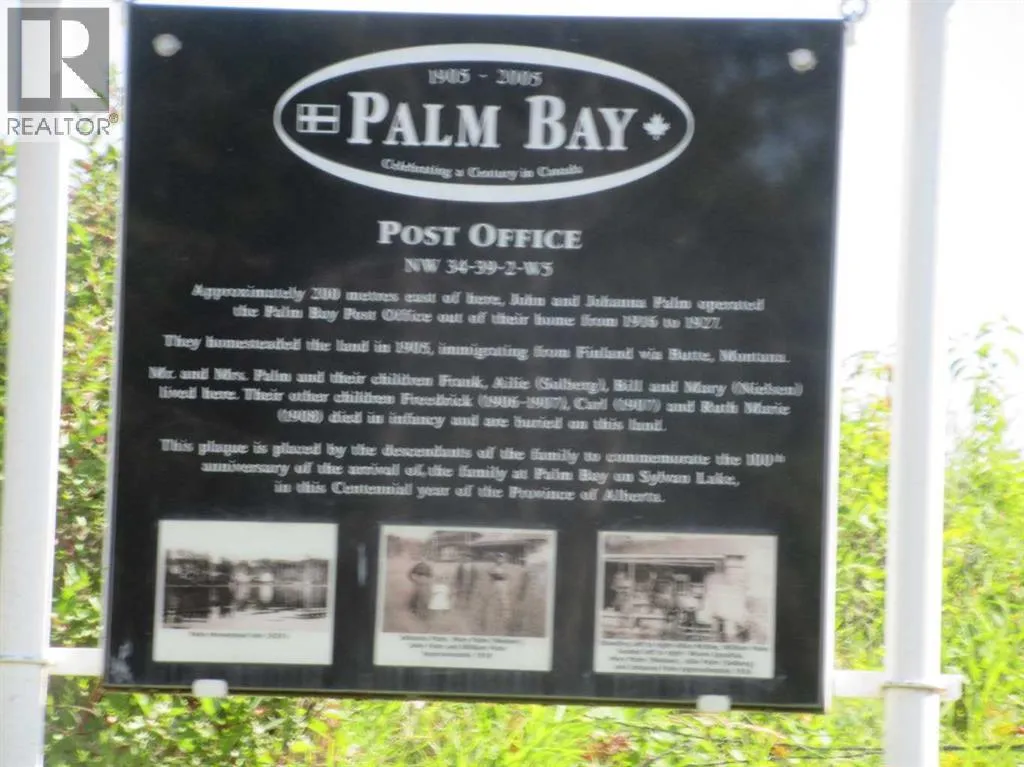 REALTOR®
1905 - 2005
PALM BAY
Celebrating a Century in Canada
POST OFFICE
NW 34-39-2-W5
Approximately 200 metres east of here, John and Johanna Palm operated
the Palm Bay Post Office out of their home from to 1927.
They homesteaded the land in 1905, immigrating from Finland via Butte, Montana.
Mr. and Mrs. Palm and their children Frank, Ailie (Solberg), Bill and Mary (Nielsen)
lived here. Their other children Freedrick (1906-1907), Carl (1907) and Ruth Marie
(1908) died in infancy and are buried on this land.
This plaque is placed by the descendants of the family to commemorate the 100th
anniversary of the arrival of, the family at Palm Bay on Sylvan Lake,
in this Centennial year of the Province of Alberta.